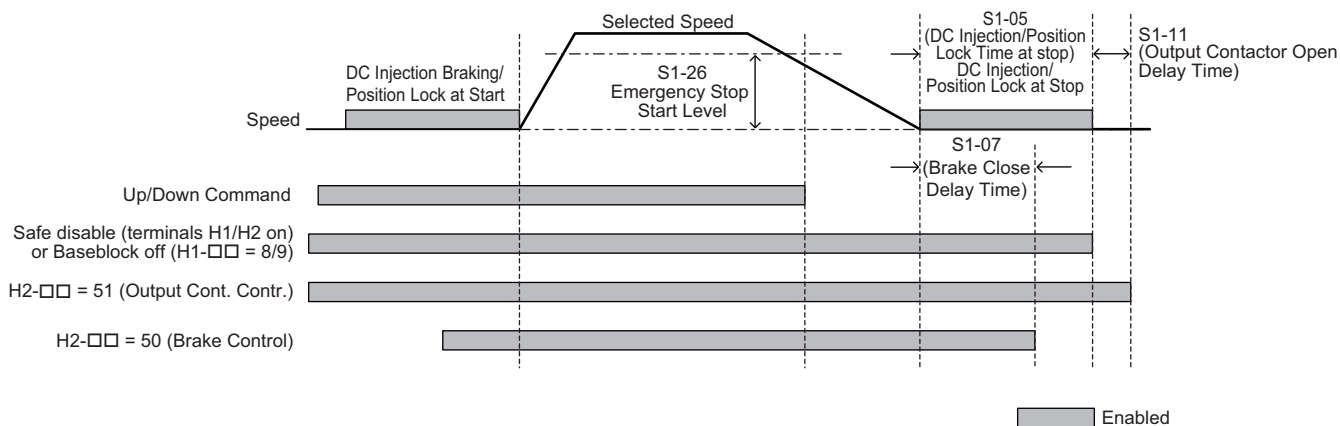 Selected Speed
S1-05
(DC Injection/Position
Lock Time at stop)
DC Injection/
Position Lock at Stop
S1-11
(Output Contactor Open
Delay Time)
DC Injection Braking/
Position Lock at Start
S1-26
Emergency Stop
Start Level
Speed
S1-07
(Brake Close
Delay Time)
Up/Down Command
Safe disable (terminals H1/H2 on)
or Baseblock off (H1-□□ = 8/9)
H2-□□ = 51 (Output Cont. Contr.)
H2-□□ = 50 (Brake Control)
Enabled